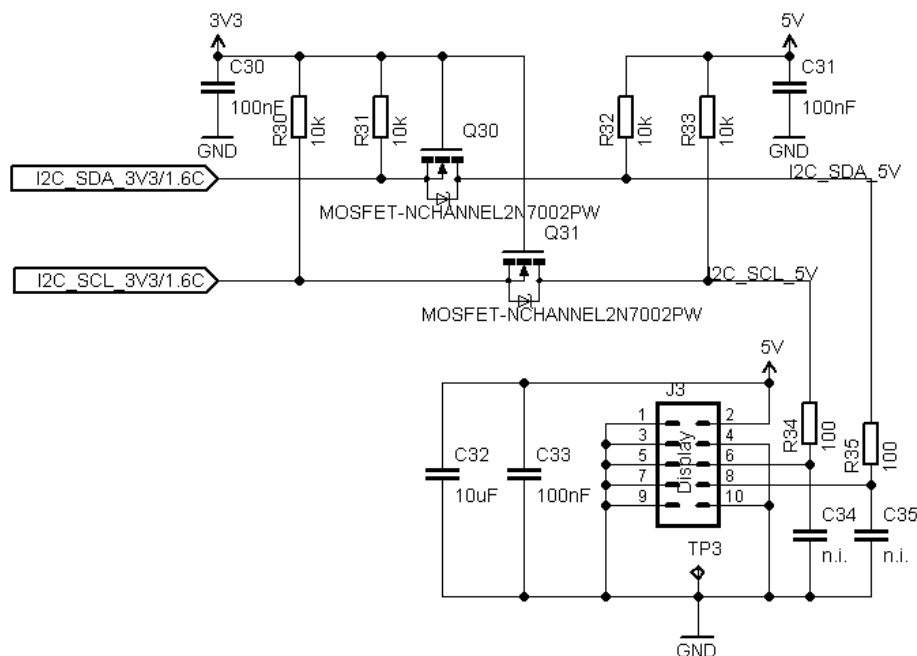 3V3
5V
C30
100nF
GND
R30
10k
R31
10k
Q30
R32
10k
R33
10k
C31
100nF
GND
I2C_SDA_3V3/1.6C
I2C_SDA_5V
MOSFET-NCHANNEL2N7002PW
Q31
I2C_SCL_3V3/1.6C
I2C_SCL_5V
MOSFET-NCHANNEL2N7002PW
5V
J3
1 2
3 4
5 6
7 8
9 10
Display
R34
100
R35
100
C32
10uF
C33
100nF
C34
n.i.
C35
n.i.
TP3
GND